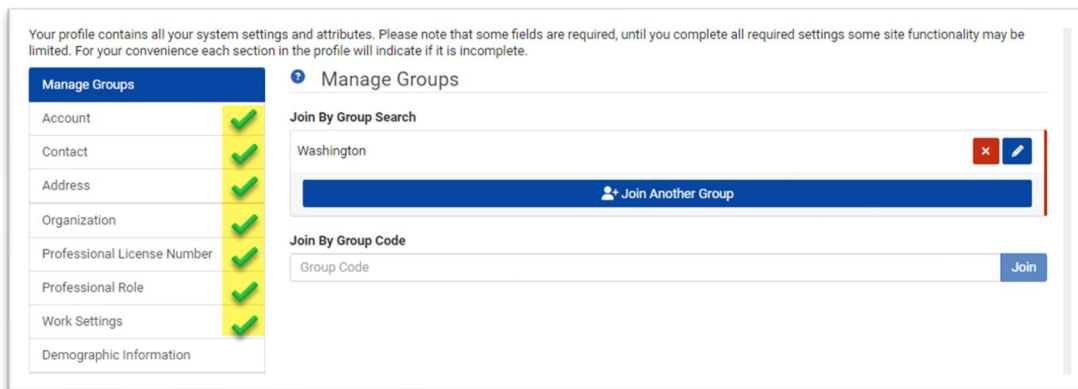 Your profile contains all your system settings and attributes. Please note that some fields are required, until you complete all required settings some site functionality may be
limited. For your convenience each section in the profile will indicate if it is incomplete.
Manage Groups
Account
Contact
Address
Organization
Professional License Number
Professional Role
Work Settings
Demographic Information
Manage Groups
Join By Group Search
Washington
Join Another Group
Join By Group Code
Group Code
Join